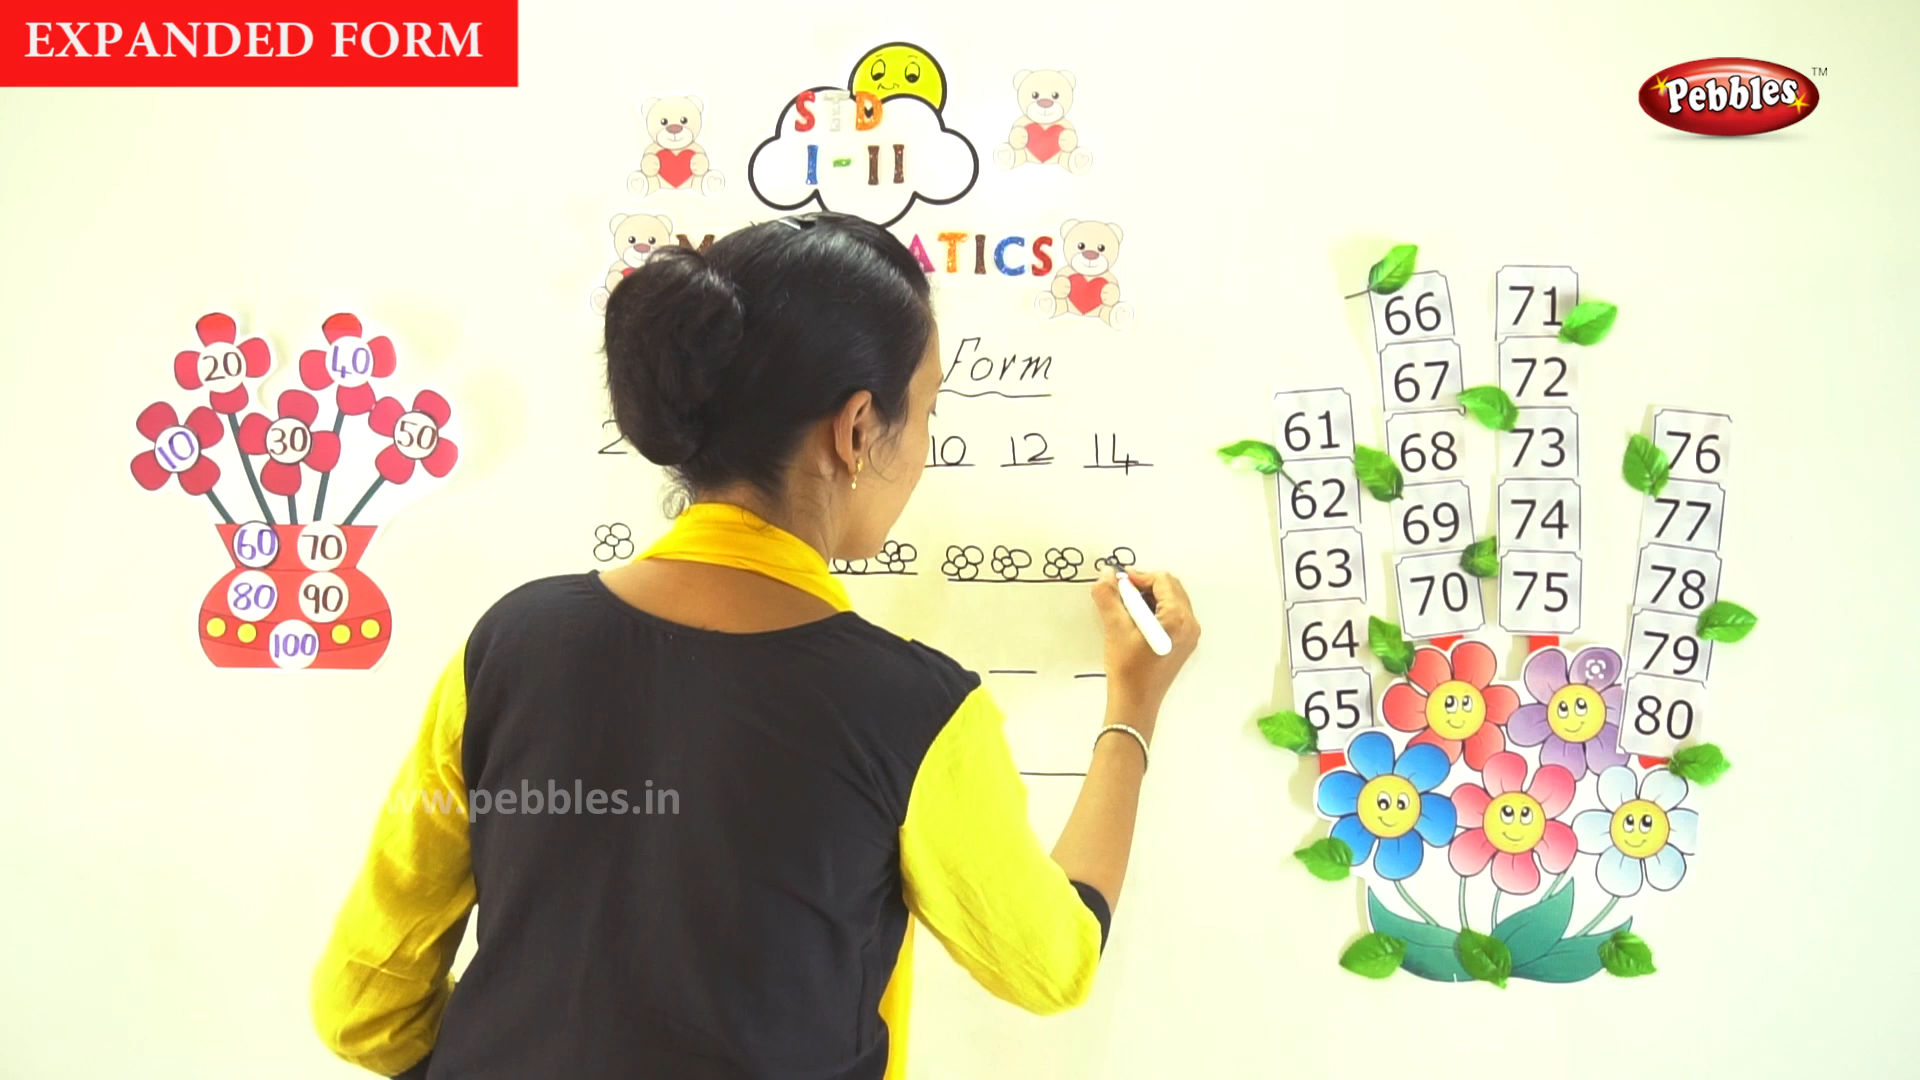 EXPANDED FORM
Pebbles
TM
STD
I-II
ATICS
Form
10 12 14
20 40
10 30 50
60 70
80 90
100
66 71
67 72
61 68 73 76
62 69 74 77
63 70 75 78
64 79
65 80
www.pebbles.in